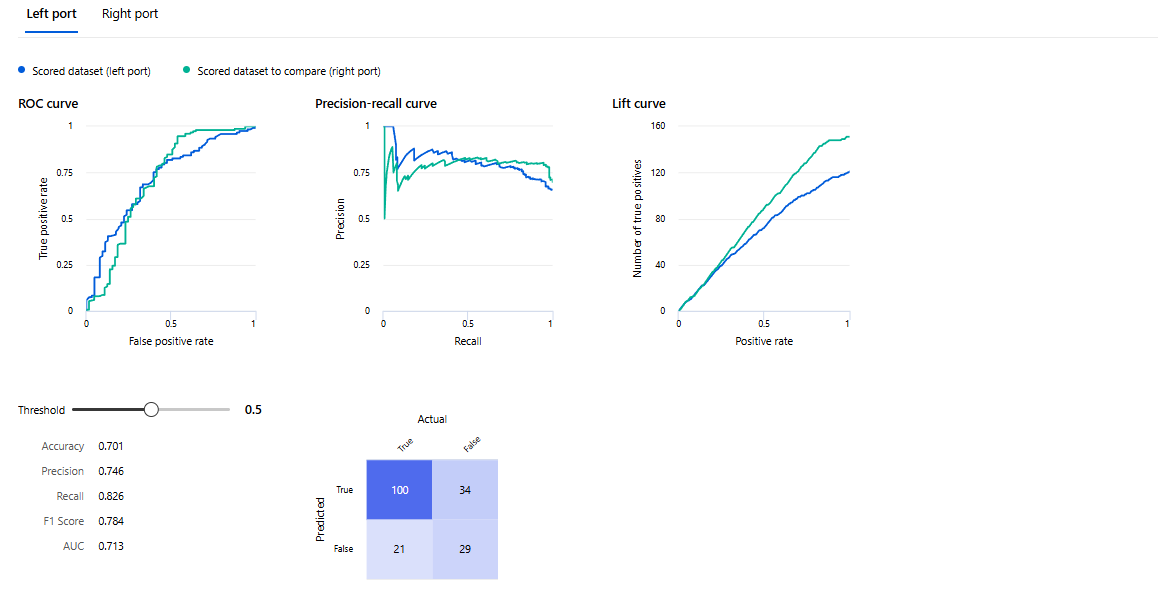 Left port Right port
Scored dataset (left port) Scored dataset to compare (right port)
ROC curve Precision-recall curve Lift curve
1
0.75
0.5
0.25
0
True positive rate
0 0.5 1
False positive rate
1
0.75
0.5
0.25
0
Precision
0 0.5 1
Recall
160
120
80
40
0
Number of true positives
0 0.5 1
Positive rate
Threshold 0.5
Accuracy 0.701
Precision 0.746
Recall 0.826
F1 Score 0.784
AUC 0.713
Actual
True False
Predicted
True 100 34
False 21 29